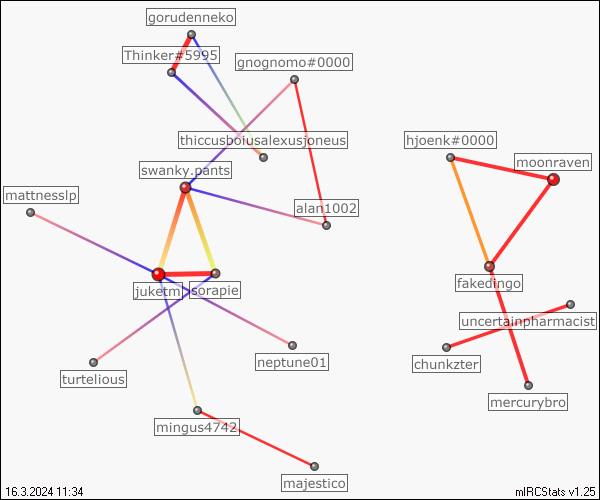 gorudenneko
Thinker#5995
gnognomo#0000
thiccusboiusalexusjoneus
hjoenk#0000
moonraven
swanky.pants
mattnesslp
alan1002
fakedingo
juketm
sorapie
uncertainpharmacist
neptune01
chunkzter
turtelious
mercurybro
mingus4742
majestico
16.3.2024 11:34
mIRCStats v1.25